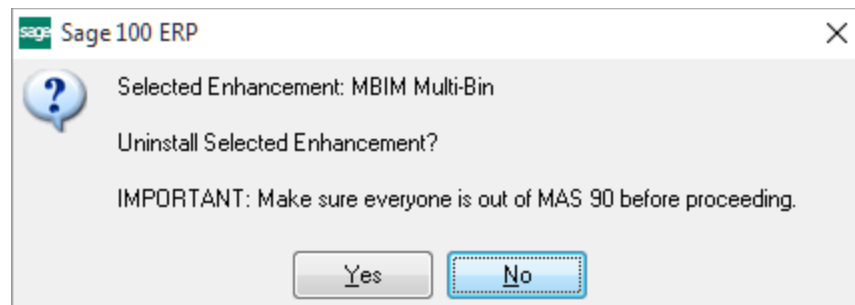 sage Sage 100 ERP
Selected Enhancement: MBIM Multi-Bin
Uninstall Selected Enhancement?
IMPORTANT: Make sure everyone is out of MAS 90 before proceeding.
Yes No